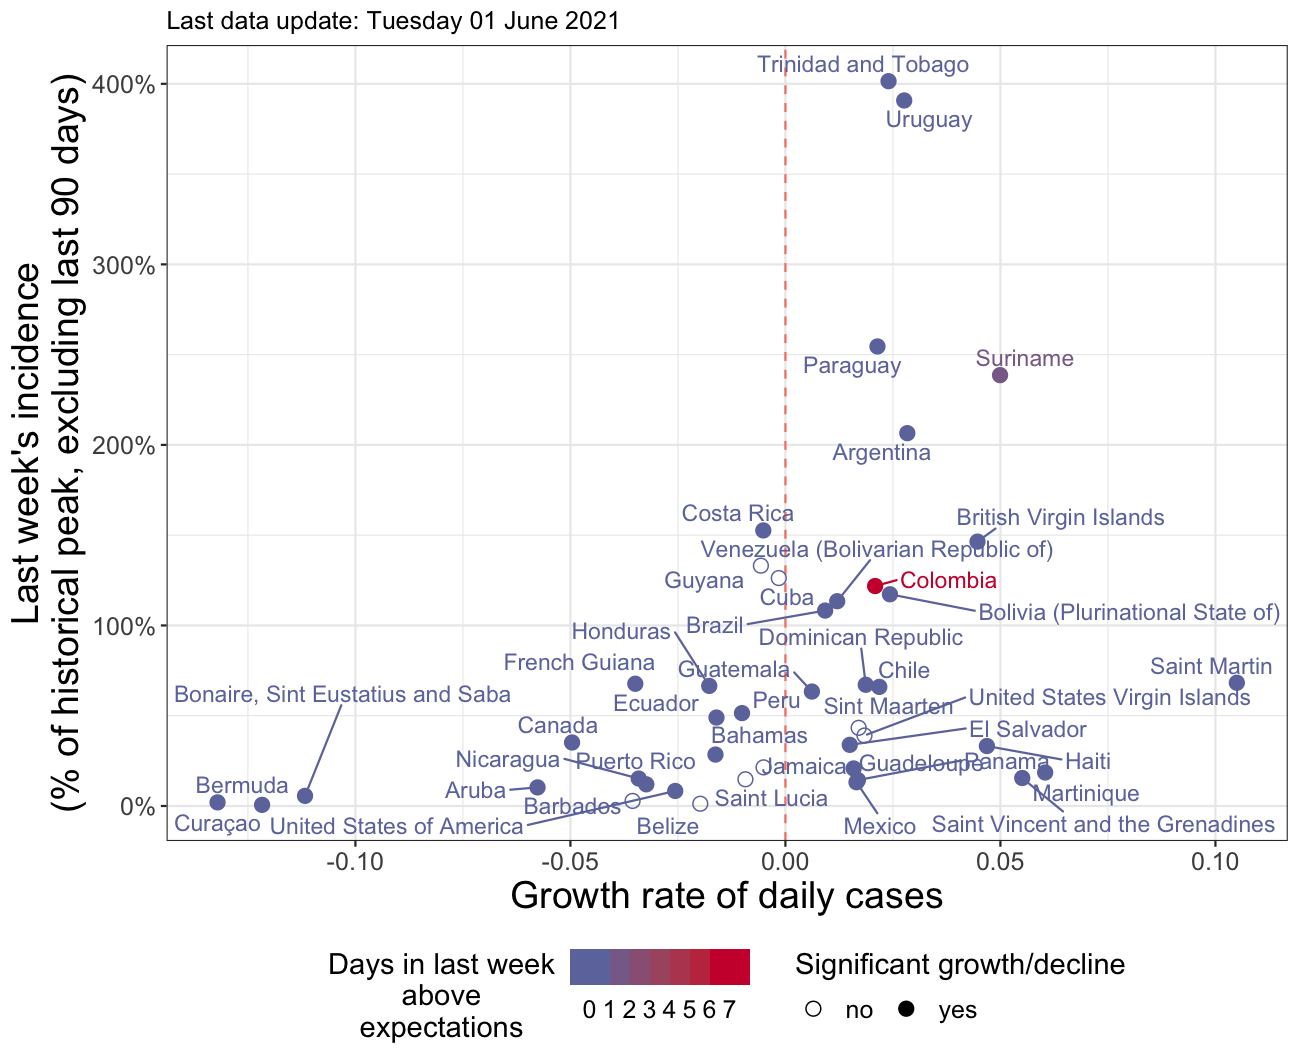 Last data update: Tuesday 01 June 2021
Last week's incidence
(% of historical peak, excluding last 90 days)
400%
300%
200%
100%
0%
Trinidad and Tobago
Uruguay
Paraguay
Suriname
Argentina
Costa Rica
British Virgin Islands
Venezuela (Bolivarian Republic of)
Guyana
Colombia
Cuba
Bolivia (Plurinational State of)
Brazil
Honduras
Dominican Republic
French Guiana
Guatemala
Chile
Saint Martin
Bonaire, Sint Eustatius and Saba
Ecuador
Peru
Sint Maarten
United States Virgin Islands
Canada
Bahamas
El Salvador
Nicaragua
Puerto Rico
Jamaica
Guadeloupe
Panama
Haiti
Bermuda
Aruba
Barbados
Saint Lucia
Martinique
Curaçao
United States of America
Belize
Mexico
Saint Vincent and the Grenadines
-0.10
-0.05
0.00
0.05
0.10
Growth rate of daily cases
Days in last week
above
expectations
0 1 2 3 4 5 6 7
Significant growth/decline
no
yes